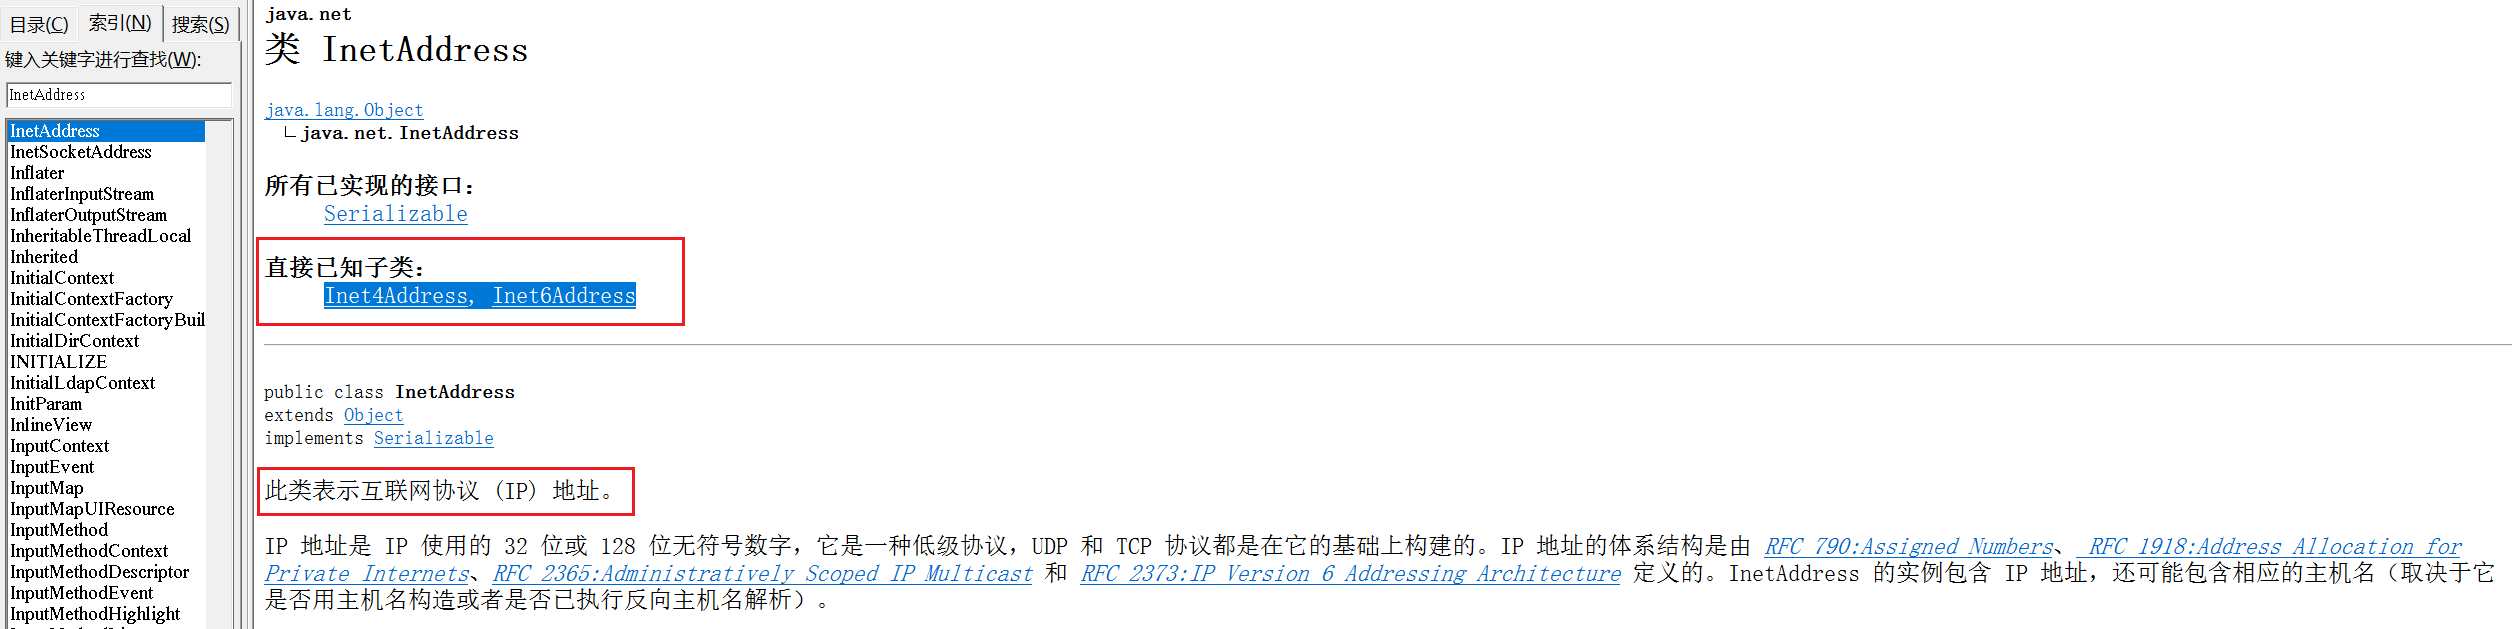 目录(C) 索引(N) 搜索(S)
键入关键字进行查找(W):
InetAddress
InetAddress
InetSocketAddress
Inflater
InflaterInputStream
InflaterOutputStream
InheritableThreadLocal
Inherited
InitialContext
InitialContextFactory
InitialContextFactoryBuil
InitialDirContext
INITIALIZE
InitialLdapContext
InitParam
InlineView
InputContext
InputEvent
InputMap
InputMapUIResource
InputMethod
InputMethodContext
InputMethodDescriptor
InputMethodEvent
InputMethodHighlight
java.net
类 InetAddress
java.lang.Object
java.net.InetAddress
所有已实现的接口：
Serializable
直接已知子类：
Inet4Address, Inet6Address
public class InetAddress
extends Object
implements Serializable
此类表示互联网协议 (IP) 地址。
IP 地址是 IP 使用的 32 位或 128 位无符号数字，它是一种低级协议，UDP 和 TCP 协议都是在它的基础上构建的。IP 地址的体系结构是由 RFC 790:Assigned Numbers、 RFC 1918:Address Allocation for
Private Internets、RFC 2365:Administratively Scoped IP Multicast 和 RFC 2373:IP Version 6 Addressing Architecture 定义的。InetAddress 的实例包含 IP 地址，还可能包含相应的主机名（取决于它
是否用主机名构造或者是否已执行反向主机名解析）。